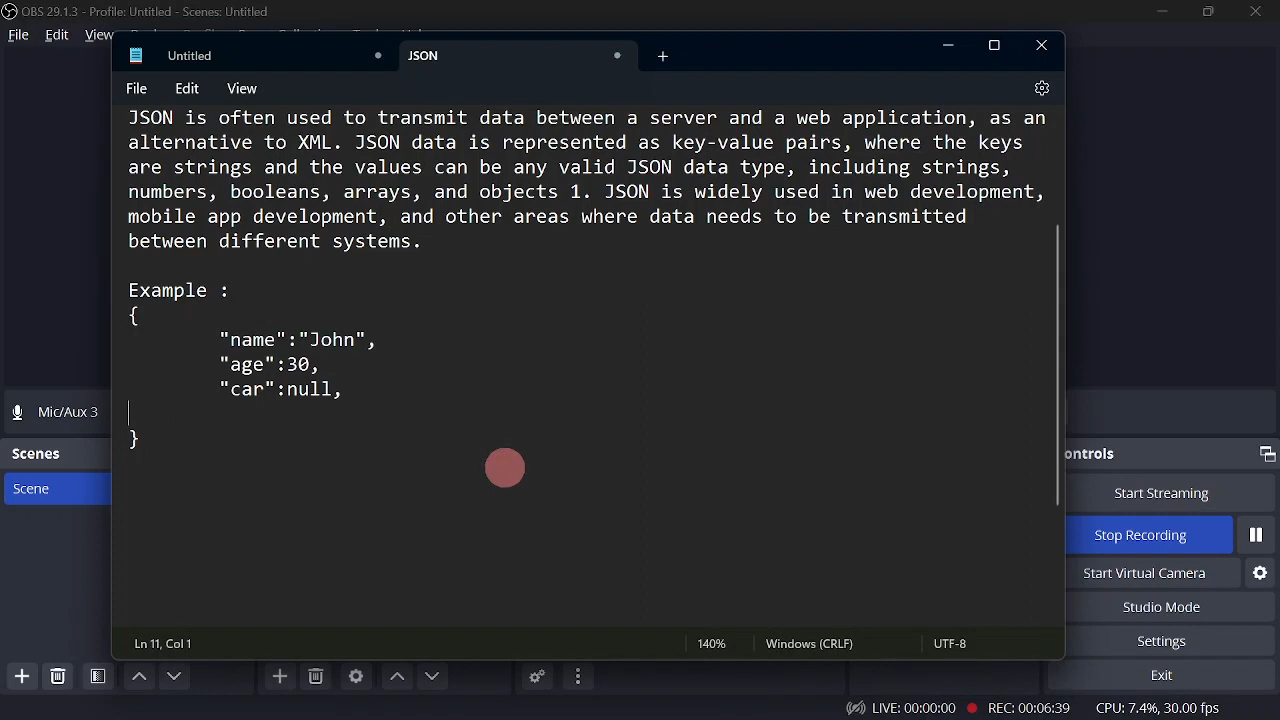 OBS 29.1.3 - Profile: Untitled - Scenes: Untitled
File Edit View
Untitled JSON
File Edit View
JSON is often used to transmit data between a server and a web application, as an
alternative to XML. JSON data is represented as key-value pairs, where the keys
are strings and the values can be any valid JSON data type, including strings,
numbers, booleans, arrays, and objects 1. JSON is widely used in web development,
mobile app development, and other areas where data needs to be transmitted
between different systems.
Example :
{
"name":"John",
"age":30,
"car":null,
}
Ln 11, Col 1 140% Windows (CRLF) UTF-8
Mic/Aux 3
Scenes
Scene
ontrols
Start Streaming
Stop Recording
Start Virtual Camera
Studio Mode
Settings
Exit
LIVE: 00:00:00 REC: 00:06:39 CPU: 7.4%, 30.00 fps